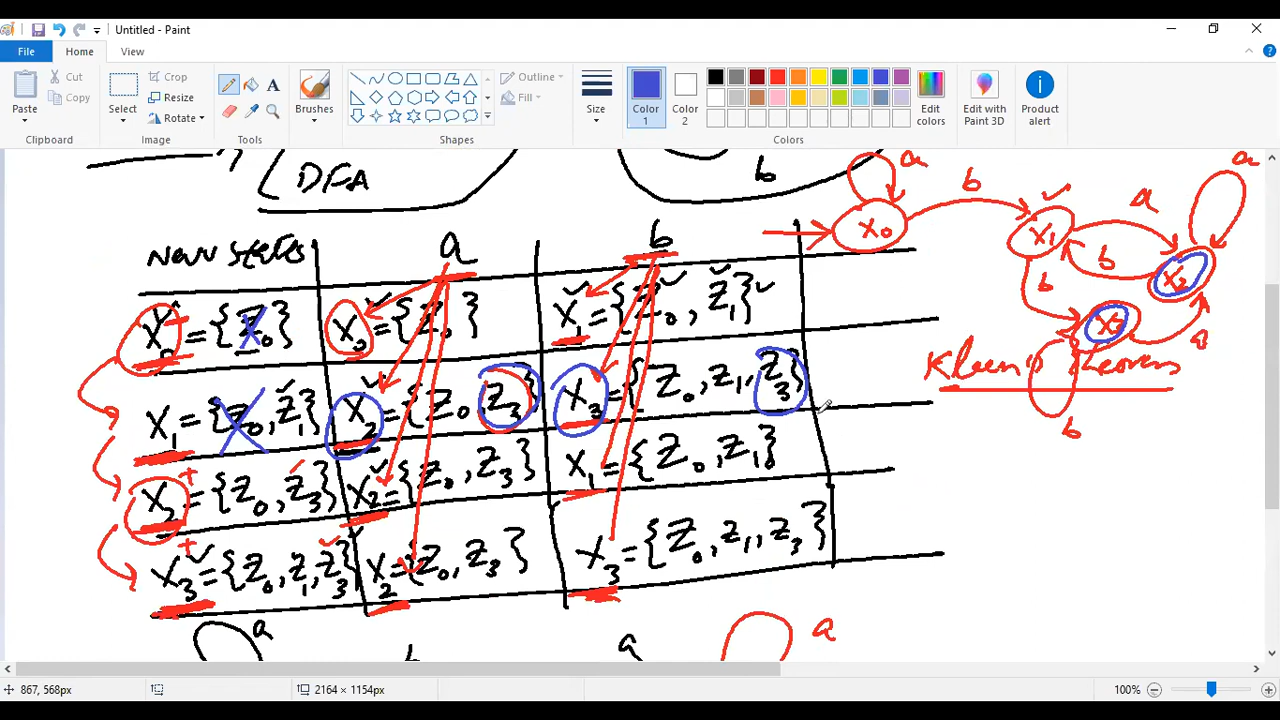 Untitled - Paint
File Home View
Paste Cut Copy
Clipboard
Select Crop Resize Rotate
Image
Tools
Brushes
Outline Fill
Shapes
Size
Color 1 Color 2
Edit colors
Colors
Edit with Paint 3D
Product alert
DFA
b
a
b
a
a
b
b
a
b
X0 X1 X2 X3
Kleen's Theorem
New states a b
X0 = {Z0} X0 = {Z0} X1 = {Z0, Z1}
X1 = {Z0, Z1} X2 = {Z0, Z3} X3 = {Z0, Z1, Z3}
X2 + = {Z0, Z3} X2 = {Z0, Z3} X1 = {Z0, Z1}
X3 + = {Z0, Z1, Z3} X2 = {Z0, Z3} X3 = {Z0, Z1, Z3}
a b a a
867, 568px 2164 × 1154px 100%